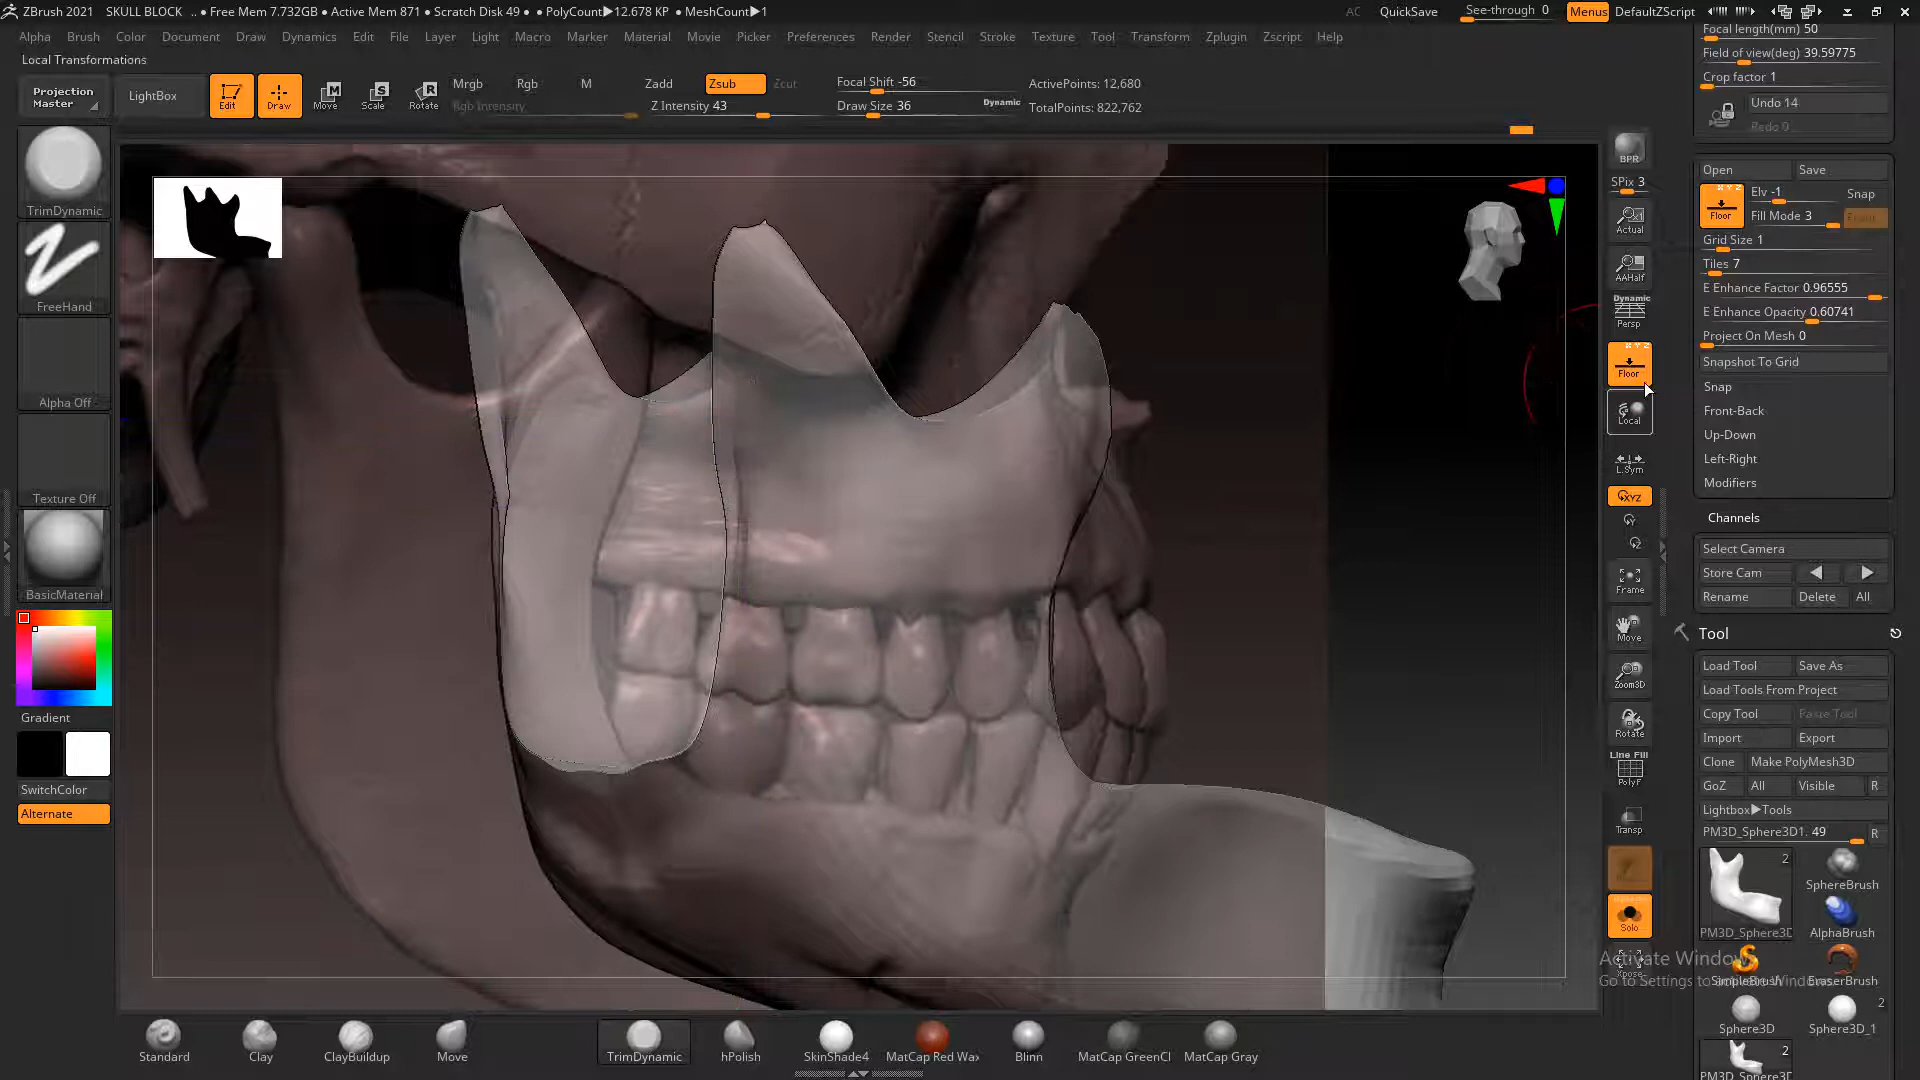 ZBrush 2021 SKULL BLOCK .. • Free Mem 7.732GB • Active Mem 871 • Scratch Disk 49 • • PolyCount▶12.678 KP • MeshCount▶1 AC QuickSave See-through 0 Menus DefaultZScript
Alpha Brush Color Document Draw Dynamics Edit File Layer Light Macro Marker Material Movie Picker Preferences Render Stencil Stroke Texture Tool Transform Zplugin Zscript Help
Local Transformations
Projection Master
LightBox
Edit
Draw
Move
Scale
Rotate
Mrgb Rgb M
Rgb Intensity
Zadd Zsub Zcut
Z Intensity 43
Focal Shift -56
Draw Size 36
Dynamic
ActivePoints: 12,680
TotalPoints: 822,762
TrimDynamic
FreeHand
Alpha Off
Texture Off
BasicMaterial
Gradient
SwitchColor
Alternate
BPR
SPix 3
Actual
AAHalf
Dynamic
Persp
X Y Z
Floor
Local
L.Sym
XYZ
Frame
Move
Zoom3D
Rotate
Line Fill
PolyF
Transp
Solo
Xpose
Focal length(mm) 50
Field of view(deg) 39.59775
Crop factor 1
Undo 14
Redo 0
Open Save
X Y Z
Floor
Elv -1 Snap
Fill Mode 3
Grid Size 1
Tiles 7
E Enhance Factor 0.96555
E Enhance Opacity 0.60741
Project On Mesh 0
Snapshot To Grid
Snap
Front-Back
Up-Down
Left-Right
Modifiers
Channels
Select Camera
Store Cam
Rename Delete All
Tool
Load Tool Save As
Load Tools From Project
Copy Tool Paste Tool
Import Export
Clone Make PolyMesh3D
GoZ All Visible R
Lightbox▶Tools
PM3D_Sphere3D1. 49 R
2
PM3D_Sphere3D
SphereBrush
AlphaBrush
SimpleBrush
EraserBrush
Sphere3D
2
Sphere3D_1
2
PM3D_Sphere3D
Activate Windows
Go to Settings to activate Windows.
Standard
Clay
ClayBuildup
Move
TrimDynamic
hPolish
SkinShade4
MatCap Red Wax
Blinn
MatCap GreenCl
MatCap Gray